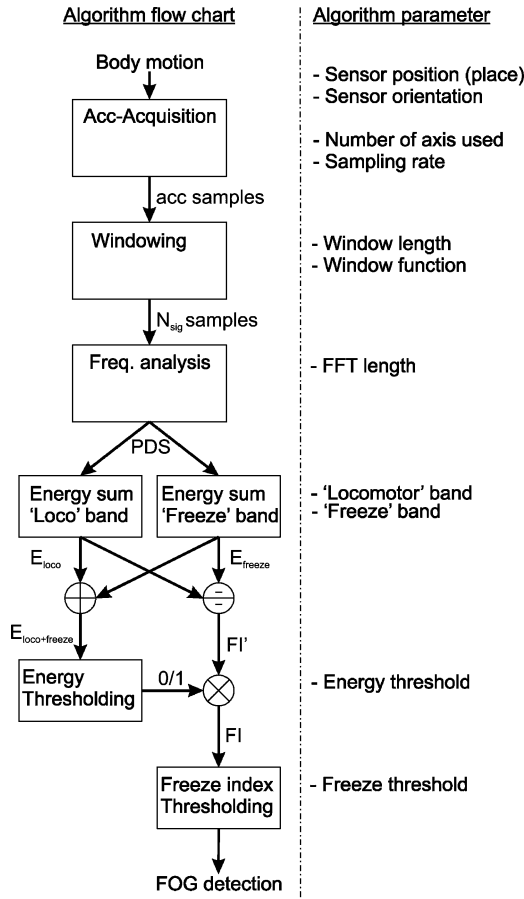 Algorithm flow chart
Algorithm parameter
Body motion
- Sensor position (place)
- Sensor orientation
Acc-Acquisition
- Number of axis used
- Sampling rate
acc samples
Windowing
- Window length
- Window function
Nsig samples
Freq. analysis
- FFT length
PDS
Energy sum
'Loco' band
Energy sum
'Freeze' band
- 'Locomotor' band
- 'Freeze' band
Eloco
Efreeze
Eloco+freeze
FI'
Energy
Thresholding
0/1
- Energy threshold
FI
Freeze index
Thresholding
- Freeze threshold
FOG detection